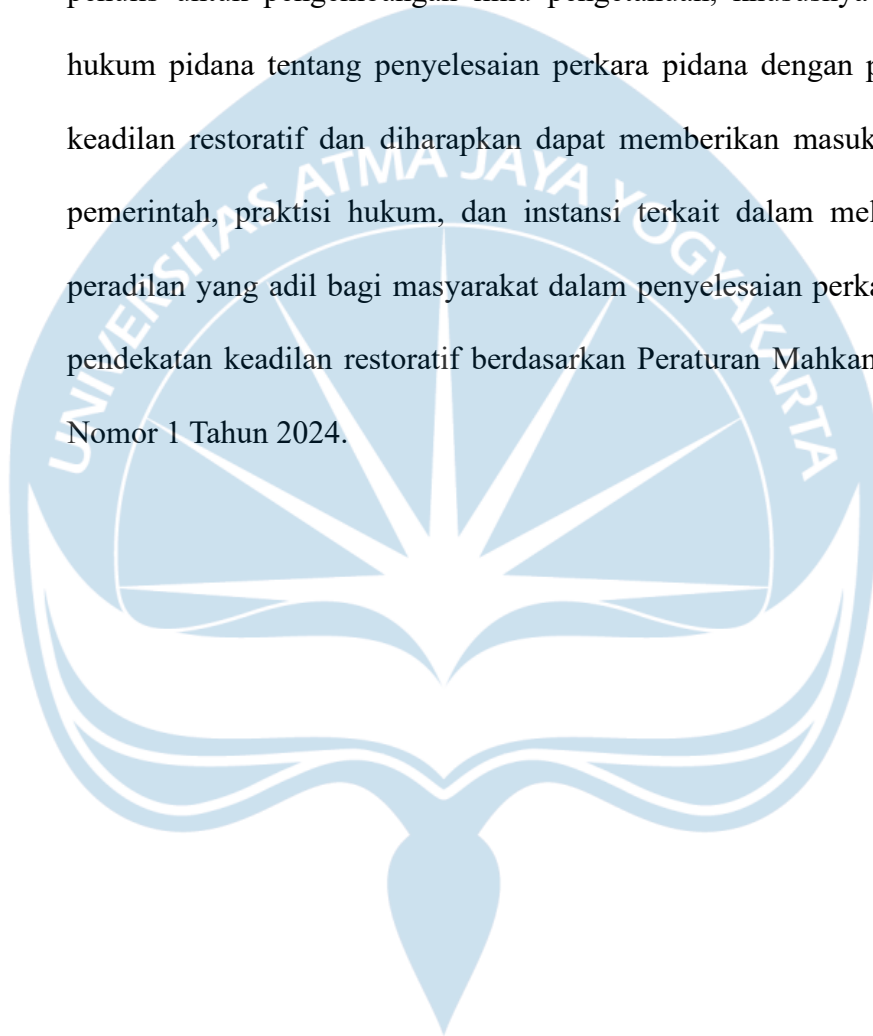 hukum pidana tentang penyelesaian perkara pidana dengan
keadilan restoratif dan diharapkan dapat memberikan
pemerintah, praktisi hukum, dan instansi terkait dalam
peradilan yang adil bagi masyarakat dalam penyelesaian
pendekatan keadilan restoratif berdasarkan Peraturan
Nomor 1 Tahun 2024.
UNIVERSITAS ATMA JAYA YOGYAKARTA